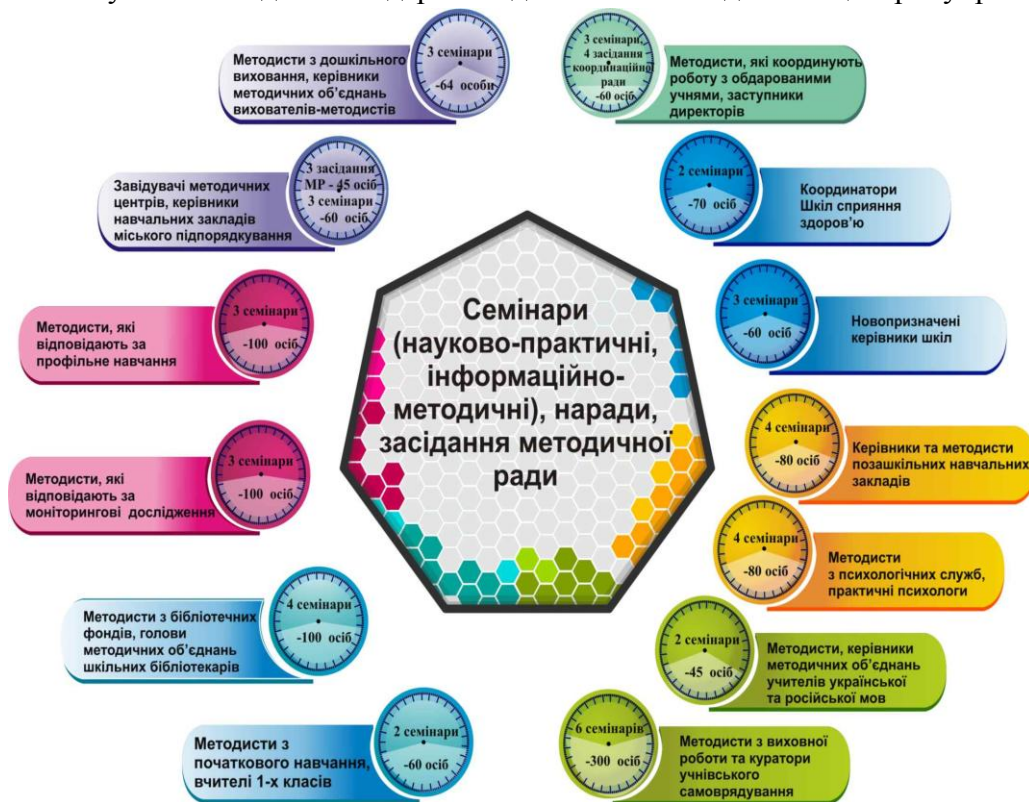 3 семінари
-64 особи
Методисти з дошкільного
виховання, керівники
методичних об’єднань
вихователів-методистів
3 семінари,
4 засідання
координаційної
ради
-60 осіб
Методисти, які координують
роботу з обдарованими
учнями, заступники
директорів
3 засідання
МР - 45 осіб
3 семінари
-60 осіб
Завідувачі методичних
центрів, керівники
навчальних закладів
міського підпорядкування
2 семінари
-70 осіб
Координатори
Шкіл сприяння
здоров’ю
3 семінари
-100 осіб
Методисти, які
відповідають за
профільне навчання
3 семінари
-60 осіб
Новопризначені
керівники шкіл
Семінари
(науково-практичні,
інформаційно-
методичні), наради,
засідання методичної
ради
3 семінари
-100 осіб
Методисти, які
відповідають за
моніторингові дослідження
4 семінари
-80 осіб
Керівники та методисти
позашкільних навчальних
закладів
4 семінари
-80 осіб
Методисти
з психологічних служб,
практичні психологи
4 семінари
-100 осіб
Методисти з бібліотечних
фондів, голови
методичних об’єднань
шкільних бібліотекарів
2 семінари
-45 осіб
Методисти, керівники
методичних об’єднань
учителів української
та російської мов
2 семінари
-60 осіб
Методисти з
початкового навчання,
вчителі 1-х класів
6 семінарів
-300 осіб
Методисти з виховної
роботи та куратори
учнівського
самоврядування